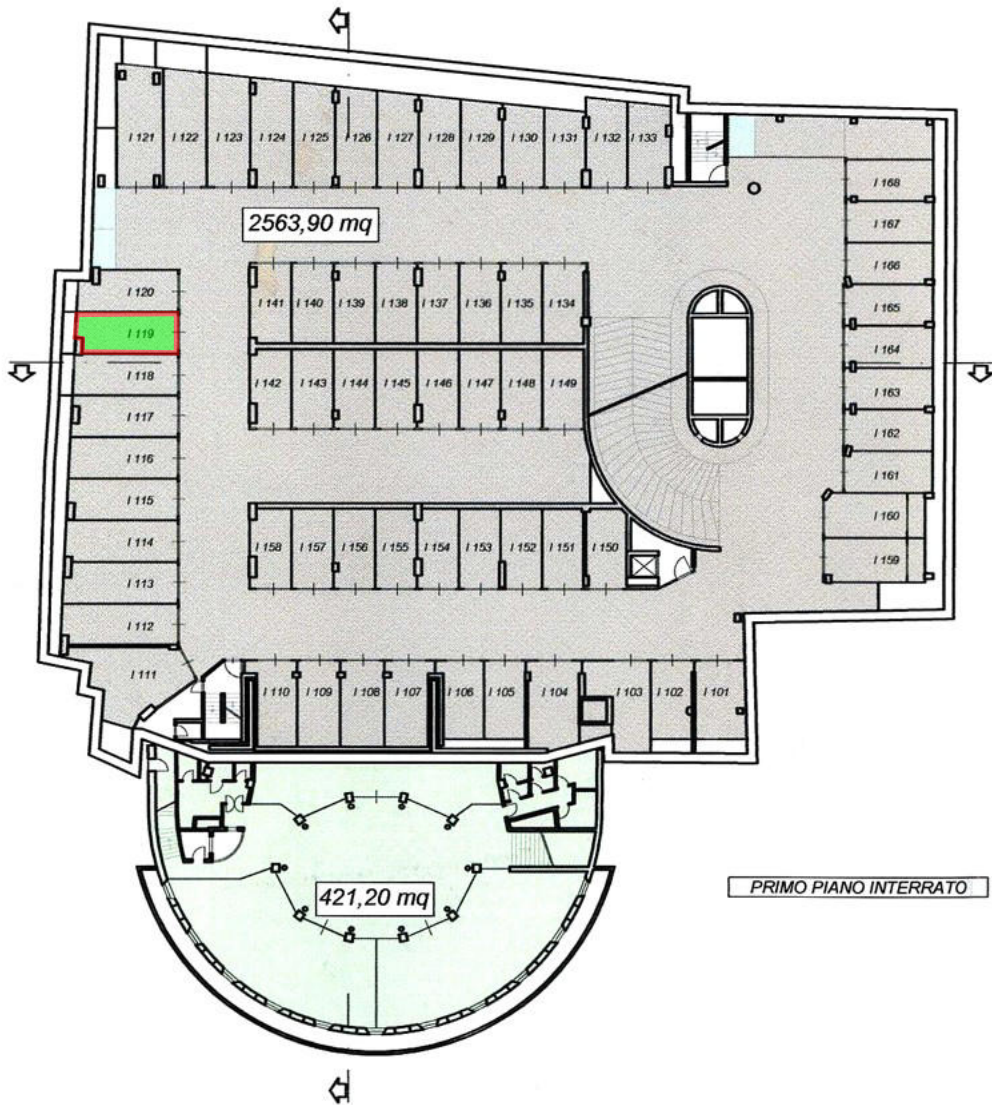 I 121 I 122 I 123 I 124 I 125 I 126 I 127 I 128 I 129 I 130 I 131 I 132 I 133
I 168
I 167
2563,90 mq
I 166
I 120
I 141 I 140 I 139 I 138 I 137 I 136 I 135 I 134
I 165
I 119
I 164
I 118
I 142 I 143 I 144 I 145 I 146 I 147 I 148 I 149
I 163
I 117
I 162
I 116
I 161
I 115
I 160
I 114
I 158 I 157 I 156 I 155 I 154 I 153 I 152 I 151 I 150
I 159
I 113
I 112
I 111
I 110 I 109 I 108 I 107 I 106 I 105 I 104 I 103 I 102 I 101
PRIMO PIANO INTERRATO
421,20 mq